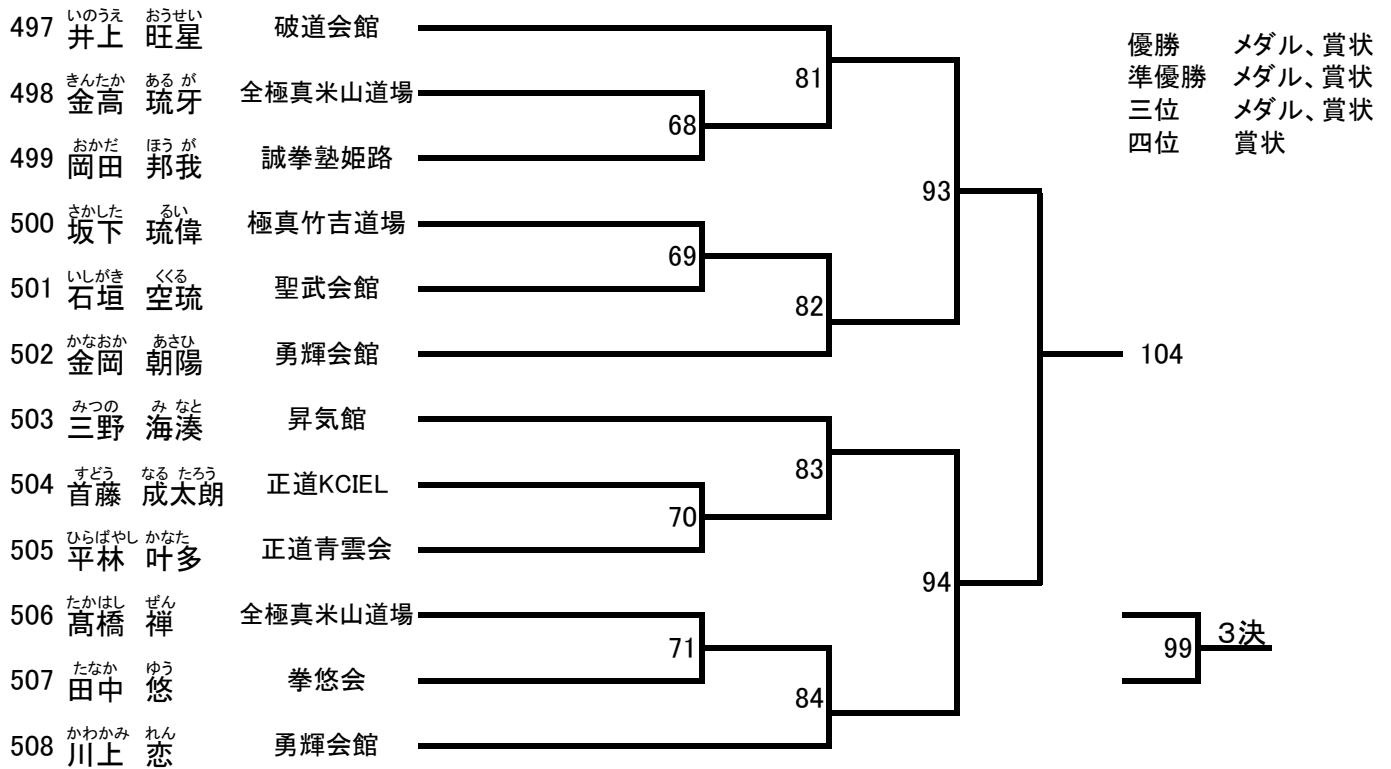 いのうえ おうせい
497 井上 旺星 破道会館
きんたか ある が
498 金高 琉牙 全極真米山道場
おかだ ほう が
499 岡田 邦我 誠拳塾姫路
さかした るい
500 坂下 琉偉 極真竹吉道場
いしがき くくる
501 石垣 空琉 聖武会館
かなおか あさひ
502 金岡 朝陽 勇輝会館
みつの み なと
503 三野 海湊 昇気館
すどう なる たろう
504 首藤 成太朗 正道KCIEL
ひらばやし かなた
505 平林 叶多 正道青雲会
たかはし ぜん
506 髙橋 禅 全極真米山道場
たなか ゆう
507 田中 悠 拳悠会
かわかみ れん
508 川上 恋 勇輝会館
68
69
70
71
81
82
83
84
93
94
104
99 3決
優勝 メダル、賞状
準優勝 メダル、賞状
三位 メダル、賞状
四位 賞状